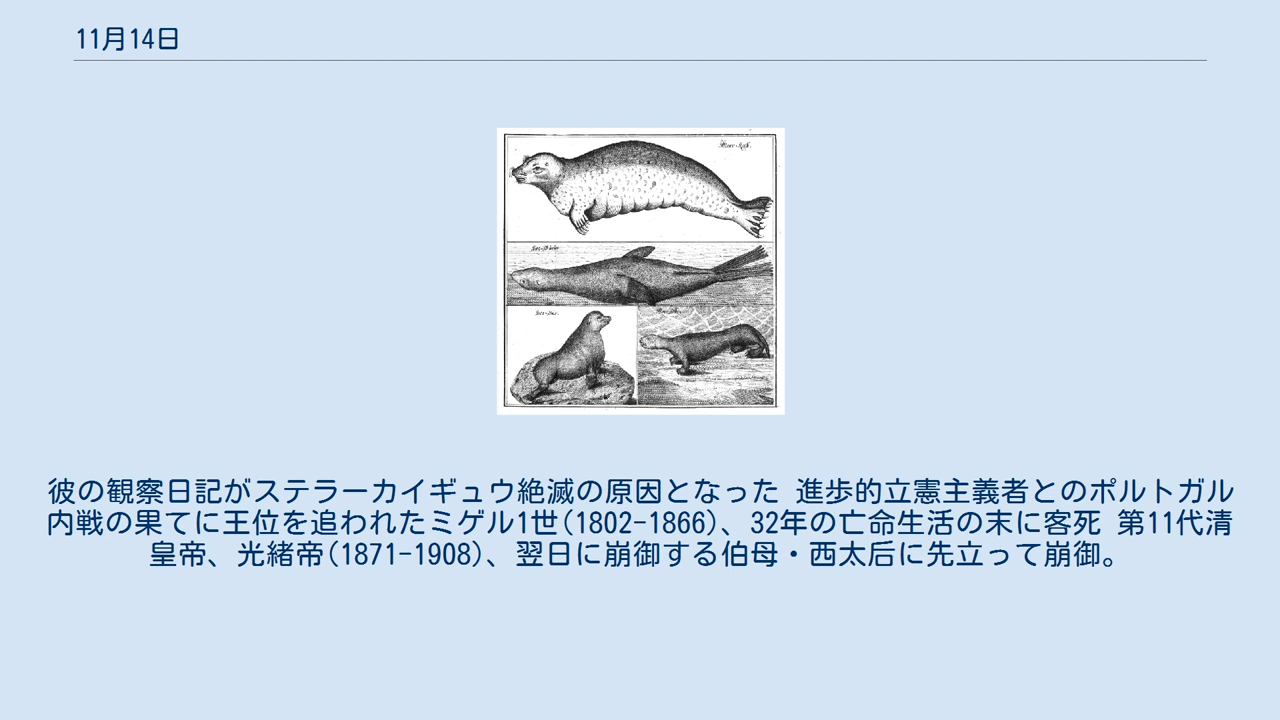 11月14日
彼の観察日記がステラーカイギュウ絶滅の原因となった 進歩的立憲主義者とのポルトガル
内戦の果てに王位を追われたミゲル1世(1802-1866)、32年の亡命生活の末に客死 第11代清
皇帝、光緒帝(1871-1908)、翌日に崩御する伯母・西太后に先立って崩御。